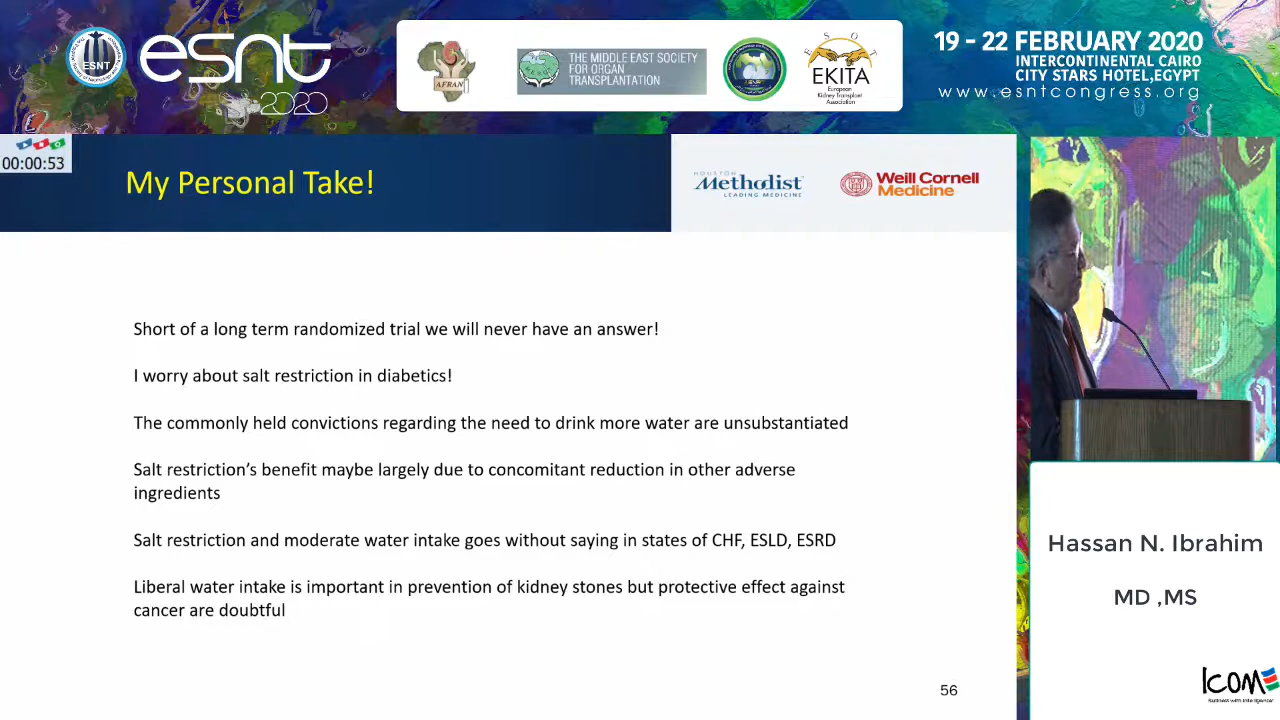 ESNT
esnt
2020
AFRAN
THE MIDDLE EAST SOCIETY
FOR ORGAN
TRANSPLANTATION
E S O T
EKITA
European
Kidney Transplant
Association
19 - 22 FEBRUARY 2020
INTERCONTINENTAL CAIRO
CITY STARS HOTEL,EGYPT
www.esntcongress.org
00:00:53
My Personal Take!
HOUSTON
Methodist
LEADING MEDICINE
Weill Cornell
Medicine
Short of a long term randomized trial we will never have an answer!
I worry about salt restriction in diabetics!
The commonly held convictions regarding the need to drink more water are unsubstantiated
Salt restriction's benefit maybe largely due to concomitant reduction in other adverse
ingredients
Salt restriction and moderate water intake goes without saying in states of CHF, ESLD, ESRD
Liberal water intake is important in prevention of kidney stones but protective effect against
cancer are doubtful
56
Hassan N. Ibrahim
MD ,MS
Icom
Business with Intelligence